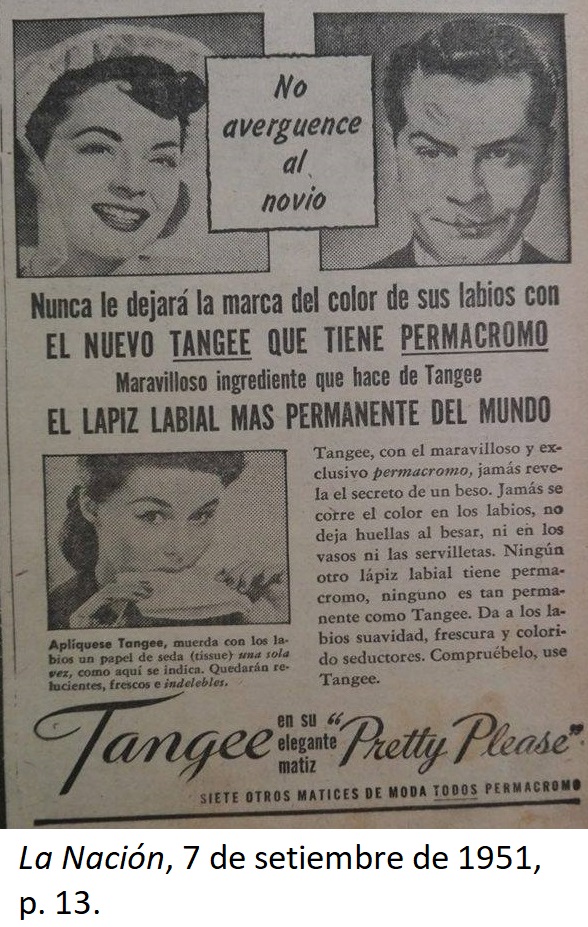 No
averguence
al
novio
Nunca le dejará la marca del color de sus labios con
EL NUEVO TANGEE QUE TIENE PERMACROMO
Maravilloso ingrediente que hace de Tangee
EL LAPIZ LABIAL MAS PERMANENTE DEL MUNDO
Aplíquese Tangee, muerda con los la-
bios un papel de seda (tissue) una sola
vez, como aquí se indica. Quedarán re-
lucientes, frescos e indelebles.
Tangee, con el maravilloso y ex-
clusivo permacromo, jamás reve-
la el secreto de un beso. Jamás se
corre el color en los labios, no
deja huellas al besar, ni en los
vasos ni las servilletas. Ningún
otro lápiz labial tiene perma-
cromo, ninguno es tan perma-
nente como Tangee. Da a los la-
bios suavidad, frescura y colori-
do seductores. Compruébelo, use
Tangee.
Tangee en su elegante matiz "Pretty Please"
SIETE OTROS MATICES DE MODA TODOS PERMACROMO
La Nación, 7 de setiembre de 1951,
p. 13.